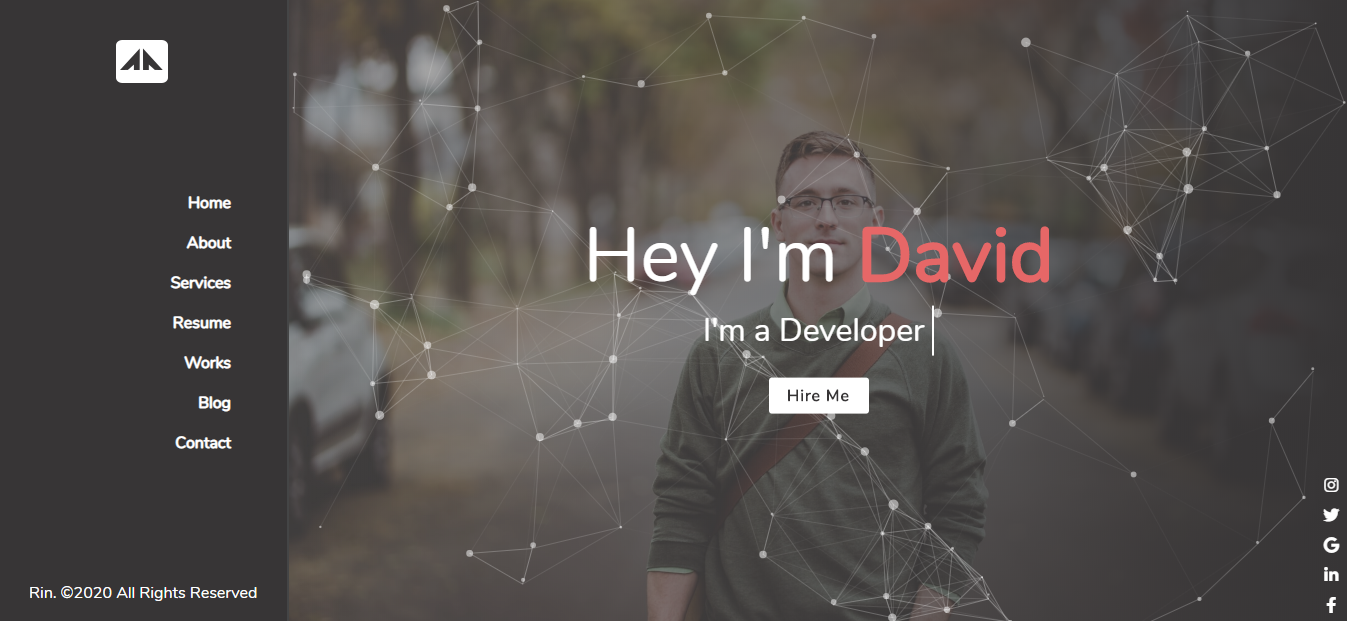 Home
About
Services
Resume
Works
Blog
Contact
Rin. ©2020 All Rights Reserved
Hey I'm David
I'm a Developer
Hire Me